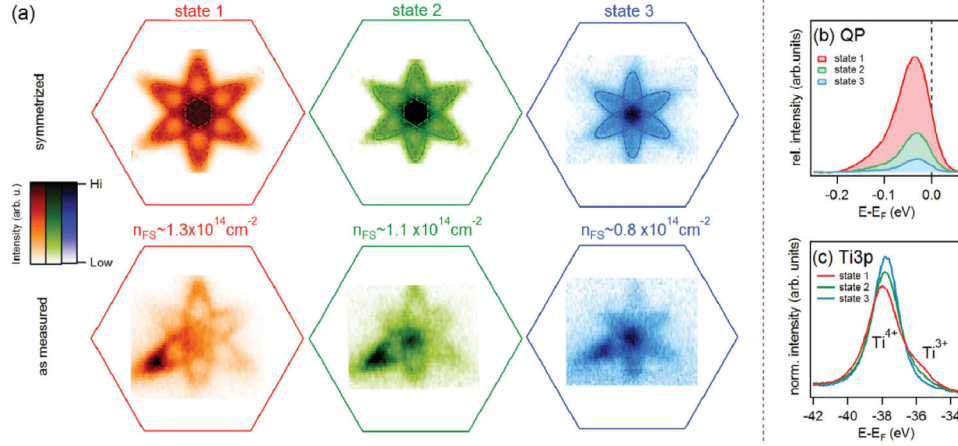 (a)
state 1
state 2
state 3
symmetrized
Intensity (arb. u.)
Hi
Low
n_FS~1.3x10^14cm^-2
n_FS~1.1 x10^14cm^-2
n_FS~0.8 x10^14cm^-2
as measured
(b) QP
state 1
state 2
state 3
rel. intensity (arb.units)
-0.2
-0.1
0.0
E-E_F (eV)
(c) Ti3p
state 1
state 2
state 3
norm. intensity (arb. units)
Ti^4+
Ti^3+
-42
-40
-38
-36
E-E_F (eV)